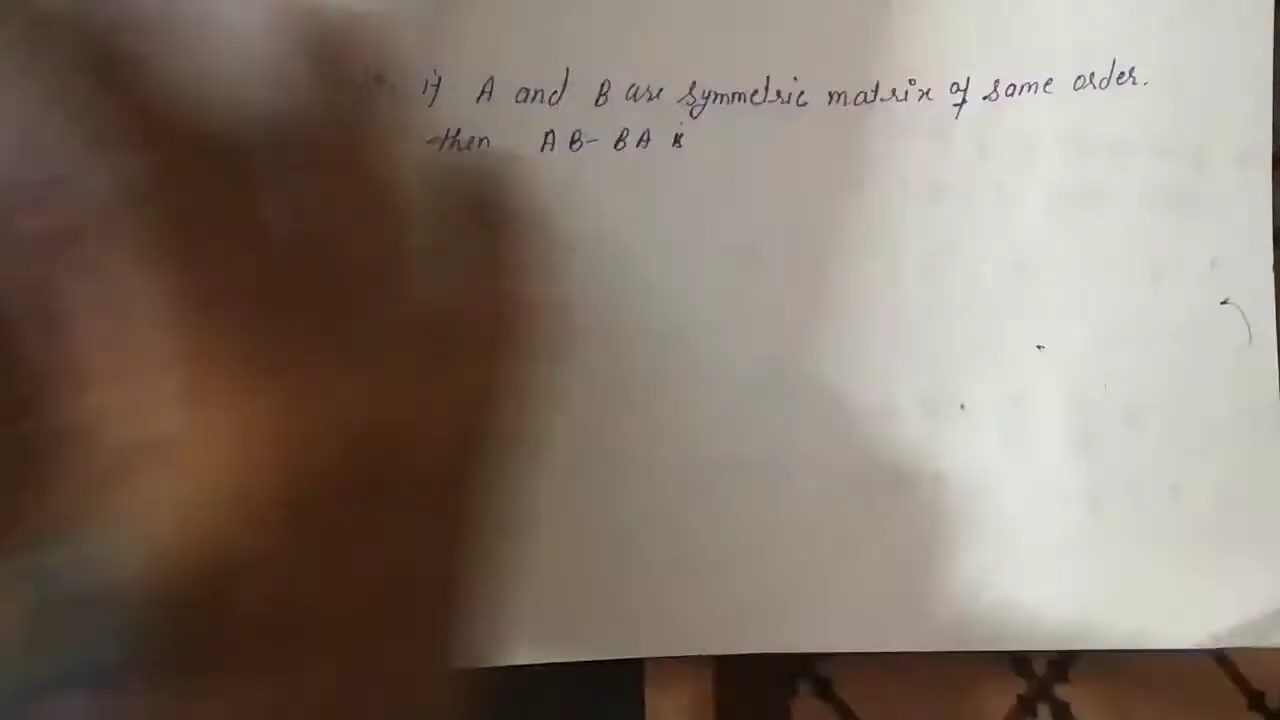 if A and B are symmetric matrix of same order.
then AB- BA is